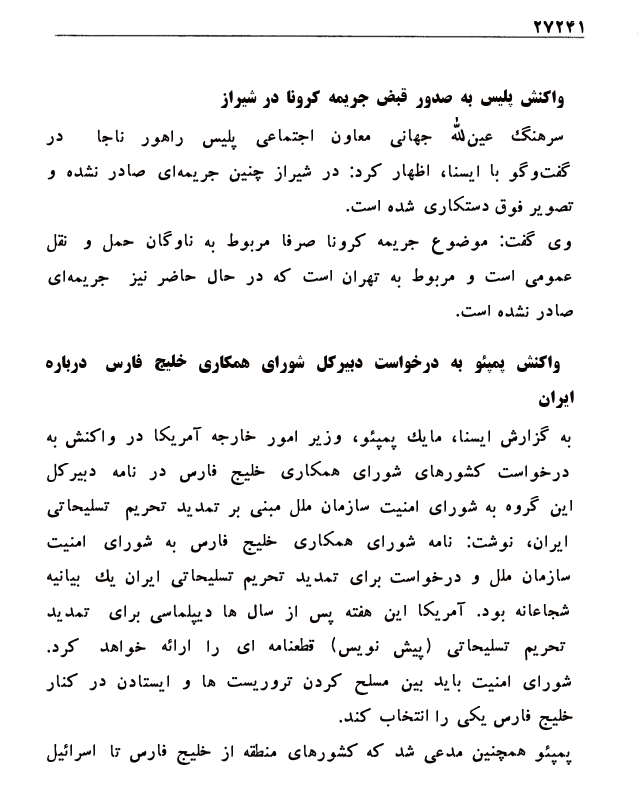 ۲۷۲۴۱
واکنش پلیس به صدور قبض جریمه کرونا در شیراز
سرهنگ عین‌الله جهانی معاون اجتماعی پلیس راهور ناجا در
گفت‌وگو با ایسنا، اظهار کرد: در شیراز چنین جریمه‌ای صادر نشده و
تصویر فوق دستکاری شده است.
وی گفت: موضوع جریمه کرونا صرفا مربوط به ناوگان حمل و نقل
عمومی است و مربوط به تهران است که در حال حاضر نیز جریمه‌ای
صادر نشده است.
واکنش پمپئو به درخواست دبیرکل شورای همکاری خلیج فارس درباره
ایران
به گزارش ایسنا، مایك پمپئو، وزیر امور خارجه آمریکا در واکنش به
درخواست کشورهای شورای همکاری خلیج فارس در نامه دبیرکل
این گروه به شورای امنیت سازمان ملل مبنی بر تمدید تحریم تسلیحاتی
ایران، نوشت: نامه شورای همکاری خلیج فارس به شورای امنیت
سازمان ملل و درخواست برای تمدید تحریم تسلیحاتی ایران یك بیانیه
شجاعانه بود. آمریکا این هفته پس از سال ها دیپلماسی برای تمدید
تحریم تسلیحاتی (پیش نویس) قطعنامه ای را ارائه خواهد کرد.
شورای امنیت باید بین مسلح کردن تروریست ها و ایستادن در کنار
خلیج فارس یکی را انتخاب کند.
پمپئو همچنین مدعی شد که کشورهای منطقه از خلیج فارس تا اسرائیل